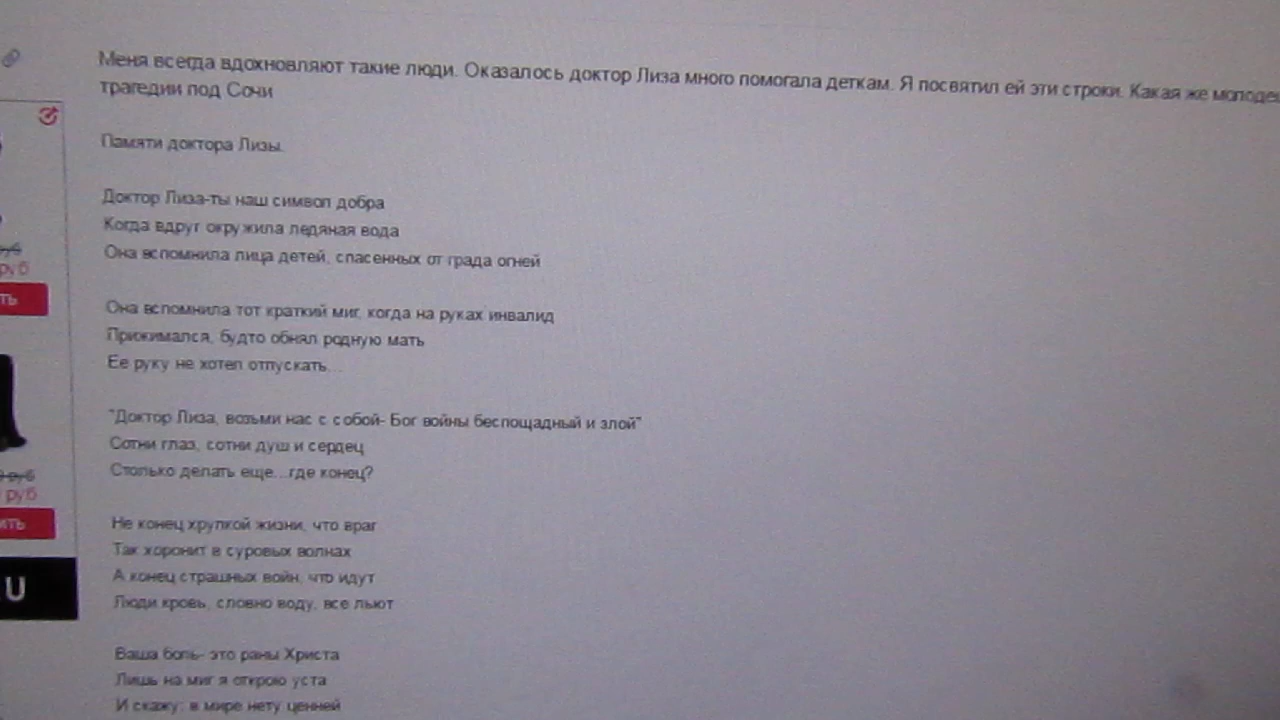 Меня всегда вдохновляют такие люди. Оказалось доктор Лиза много помогала деткам. Я посвятил ей эти строки. Какая же
трагедии под Сочи
Памяти доктора Лизы.
Доктор Лиза-ты наш символ добра
Когда вдруг окружила ледяная вода
Она вспомнила лица детей, спасенных от града огней
Она вспомнила тот краткий миг, когда на руках инвалид
Прижимался, будто обнял родную мать
Ее руку не хотел отпускать...
"Доктор Лиза, возьми нас с собой- Бог войны беспощадный и злой"
Сотни глаз, сотни душ и сердец
Столько делать еще...где конец?
Не конец хрупкой жизни, что враг
Так хоронит в суровых волнах
А конец страшных войн, что идут
Люди кровь, словно воду, все льют
Ваша боль- это раны Христа
Лишь на миг я открою уста
И скажу: в мире нету ценней
руб
руб
ть
руб
руб
ить
U